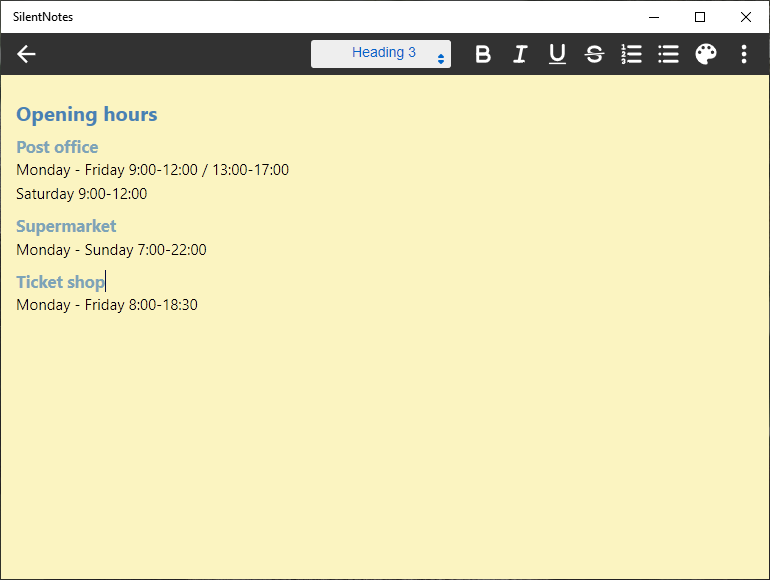 SilentNotes
Heading 3
Opening hours
Post office
Monday - Friday 9:00-12:00 / 13:00-17:00
Saturday 9:00-12:00
Supermarket
Monday - Sunday 7:00-22:00
Ticket shop
Monday - Friday 8:00-18:30